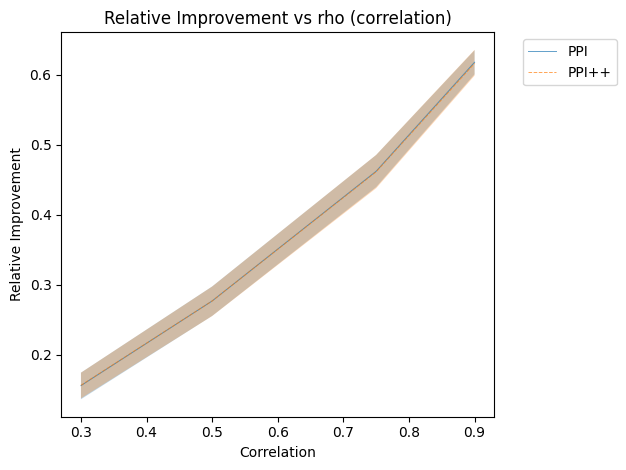 Relative Improvement vs rho (correlation)
PPI
PPI++
Relative Improvement
0.6
0.5
0.4
0.3
0.2
0.3 0.4 0.5 0.6 0.7 0.8 0.9
Correlation